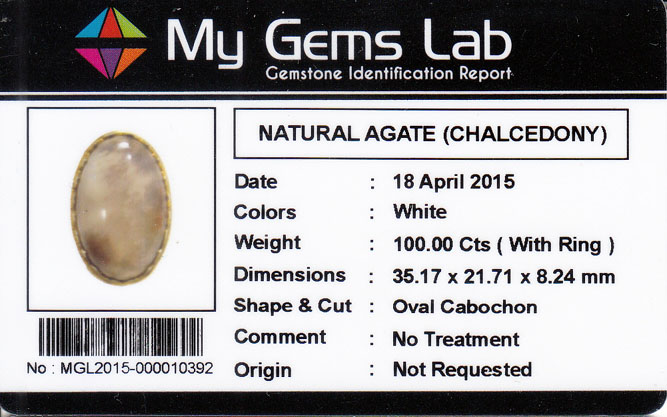 My Gems Lab
Gemstone Identification Report
NATURAL AGATE (CHALCEDONY)
Date : 18 April 2015
Colors : White
Weight : 100.00 Cts ( With Ring )
Dimensions : 35.17 x 21.71 x 8.24 mm
Shape & Cut : Oval Cabochon
Comment : No Treatment
Origin : Not Requested
No : MGL2015-000010392